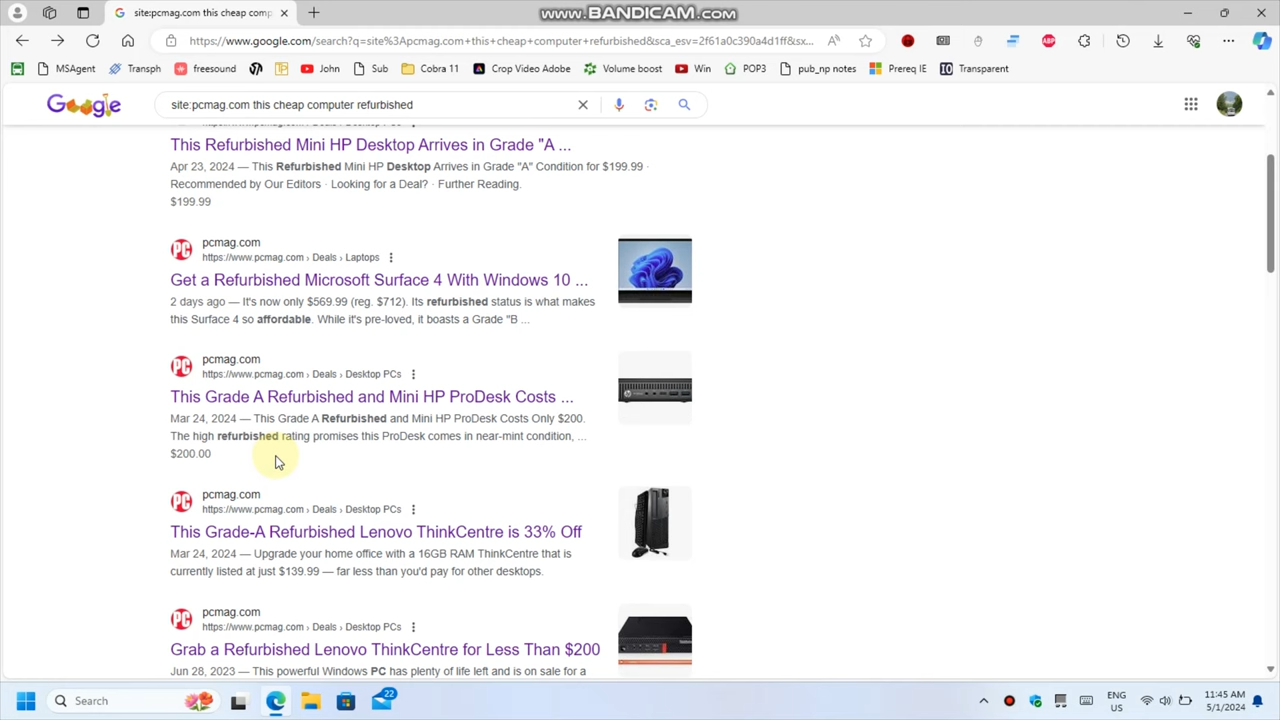 www.BANDICAM.com
site:pcmag.com this cheap comp
https://www.google.com/search?q=site%3Apcmag.com+this+cheap+computer+refurbished&sca_esv=2f61a0c390a4d1ff&sx...
MSAgent
Transph
freesound
John
Sub
Cobra 11
Crop Video Adobe
Volume boost
Win
POP3
pub_np notes
Prereq IE
Transparent
Google
site:pcmag.com this cheap computer refurbished
This Refurbished Mini HP Desktop Arrives in Grade "A ...
Apr 23, 2024 — This Refurbished Mini HP Desktop Arrives in Grade "A" Condition for $199.99 ·
Recommended by Our Editors · Looking for a Deal? · Further Reading.
$199.99
pcmag.com
https://www.pcmag.com › Deals › Laptops
Get a Refurbished Microsoft Surface 4 With Windows 10 ...
2 days ago — It's now only $569.99 (reg. $712). Its refurbished status is what makes
this Surface 4 so affordable. While it's pre-loved, it boasts a Grade "B ...
pcmag.com
https://www.pcmag.com › Deals › Desktop PCs
This Grade A Refurbished and Mini HP ProDesk Costs ...
Mar 24, 2024 — This Grade A Refurbished and Mini HP ProDesk Costs Only $200.
The high refurbished rating promises this ProDesk comes in near-mint condition, ...
$200.00
pcmag.com
https://www.pcmag.com › Deals › Desktop PCs
This Grade-A Refurbished Lenovo ThinkCentre is 33% Off
Mar 24, 2024 — Upgrade your home office with a 16GB RAM ThinkCentre that is
currently listed at just $139.99 — far less than you'd pay for other desktops.
pcmag.com
https://www.pcmag.com › Deals › Desktop PCs
Grab a Refurbished Lenovo ThinkCentre for Less Than $200
Jun 28, 2023 — This powerful Windows PC has plenty of life left and is on sale for a
Search
22
ENG
US
11:45 AM
5/1/2024